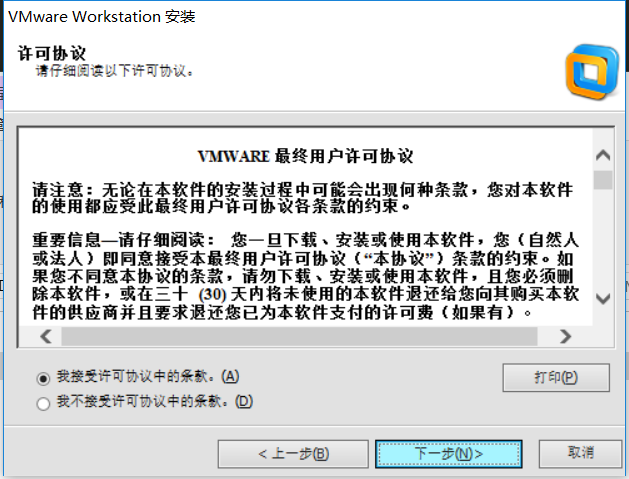 VMware Workstation 安装
许可协议
请仔细阅读以下许可协议。
VMWARE 最终用户许可协议
请注意：无论在本软件的安装过程中可能会出现何种条款，您对本软件
的使用都应受此最终用户许可协议各条款的约束。
重要信息—请仔细阅读： 您一旦下载、安装或使用本软件，您（自然人
或法人）即同意接受本最终用户许可协议（“本协议”）条款的约束。如
果您不同意本协议的条款，请勿下载、安装或使用本软件，且您必须删
除本软件，或在三十 (30) 天内将未使用的本软件退还给您向其购买本软
件的供应商并且要求退还您已为本软件支付的许可费（如果有）。
我接受许可协议中的条款。(A)
打印(P)
我不接受许可协议中的条款。(D)
< 上一步(B)
下一步(N)>
取消